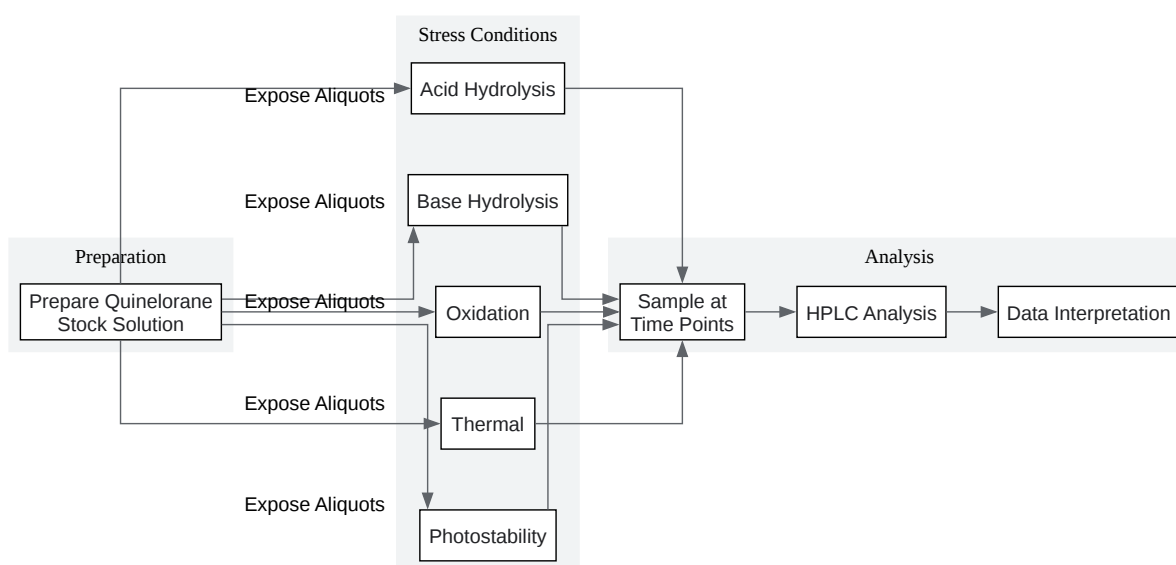 Stress Conditions
Expose Aliquots
Acid Hydrolysis
Expose Aliquots
Base Hydrolysis
Preparation
Prepare Quinelorane
Stock Solution
Expose Aliquots
Oxidation
Expose Aliquots
Thermal
Expose Aliquots
Photostability
Analysis
Sample at
Time Points
HPLC Analysis
Data Interpretation